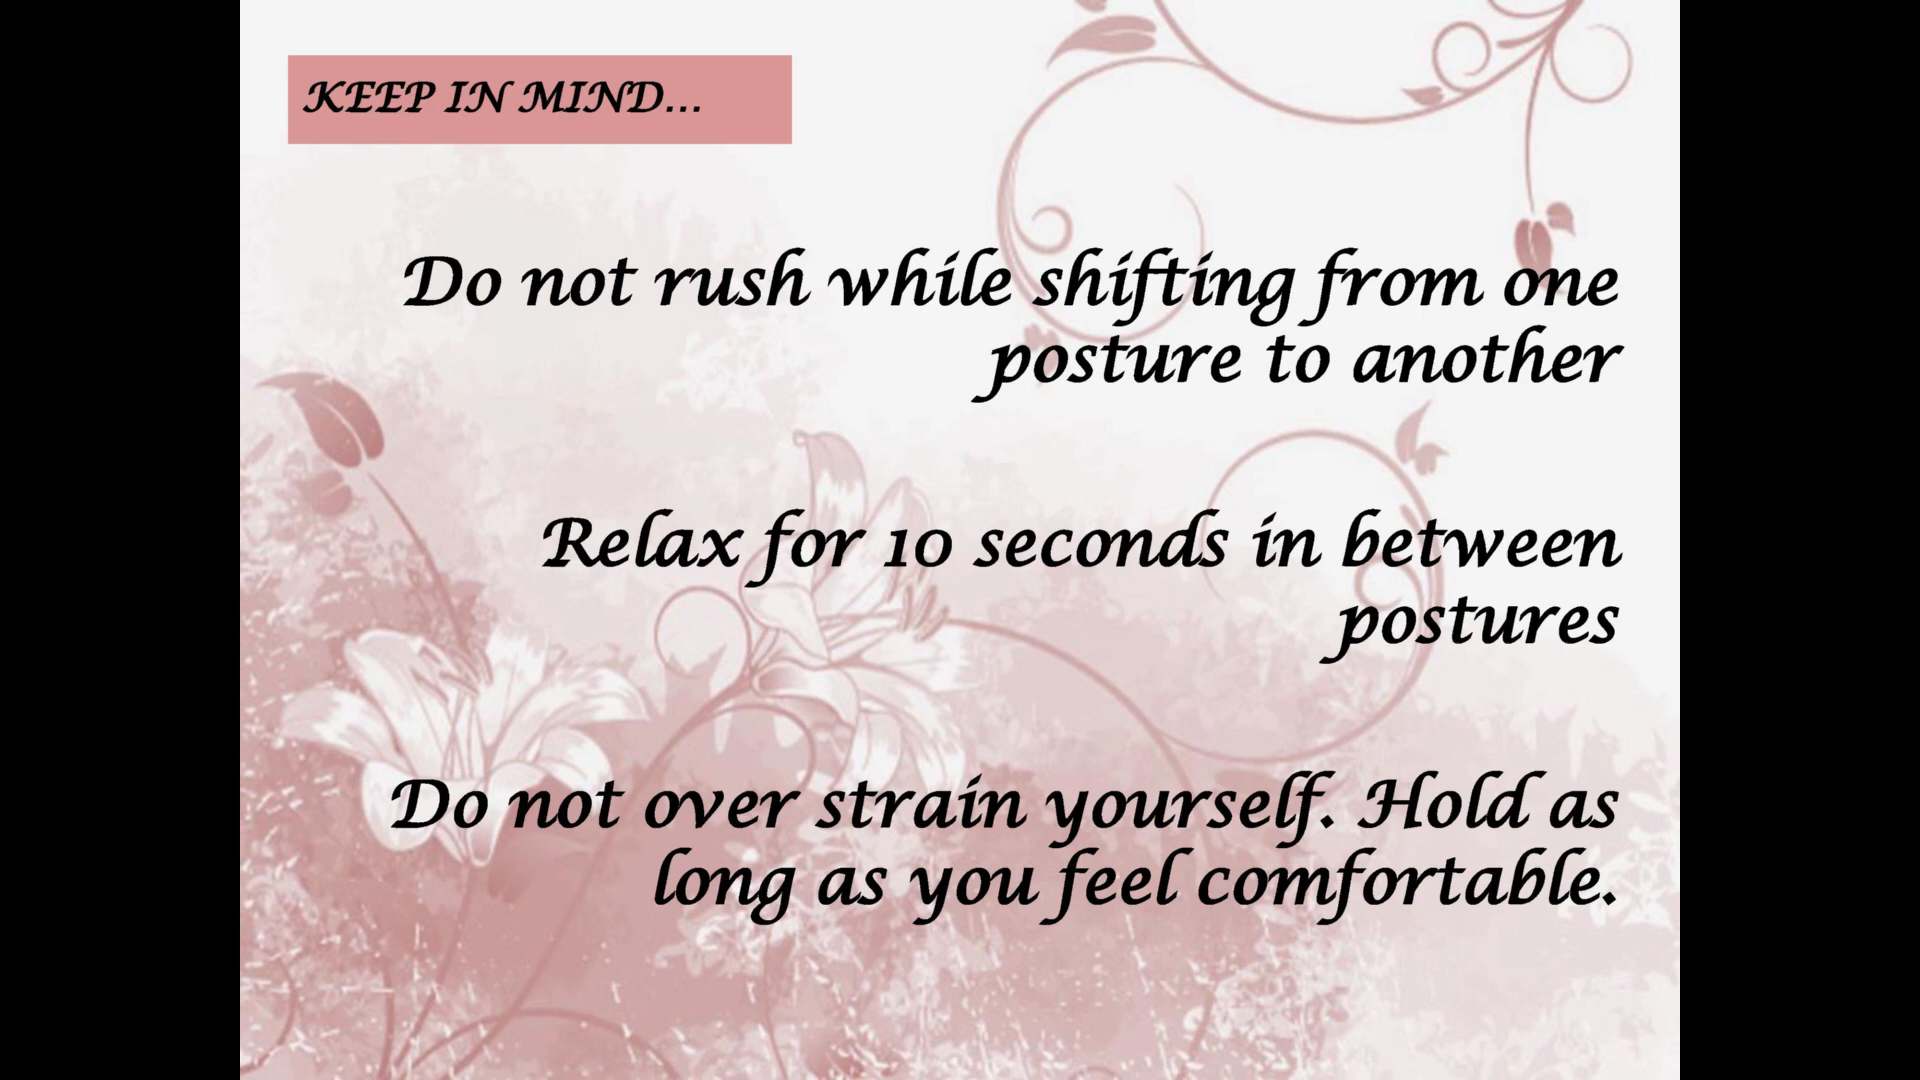 KEEP IN MIND...
Do not rush while shifting from one
posture to another
Relax for 10 seconds in between
postures
Do not over strain yourself. Hold as
long as you feel comfortable.